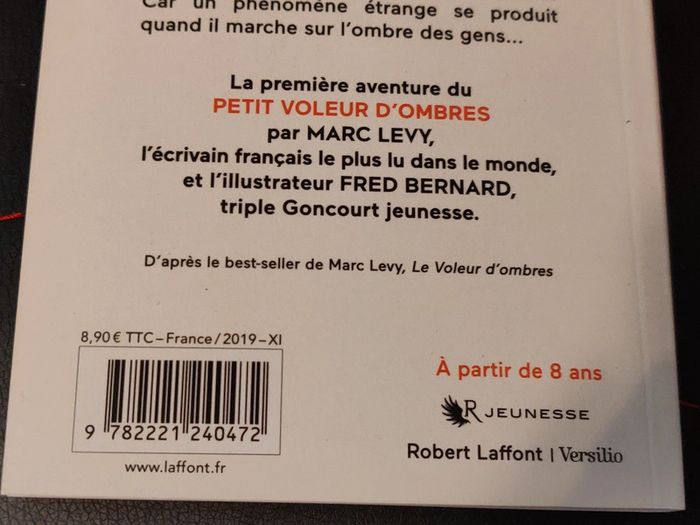 Car un phénomène étrange se produit
quand il marche sur l'ombre des gens...
La première aventure du
PETIT VOLEUR D'OMBRES
par MARC LEVY,
l'écrivain français le plus lu dans le monde,
et l'illustrateur FRED BERNARD,
triple Goncourt jeunesse.
D'après le best-seller de Marc Levy, Le Voleur d'ombres
8,90 € TTC – France / 2019 – XI
9 782221 240472
www.laffont.fr
À partir de 8 ans
R JEUNESSE
Robert Laffont | Versilio